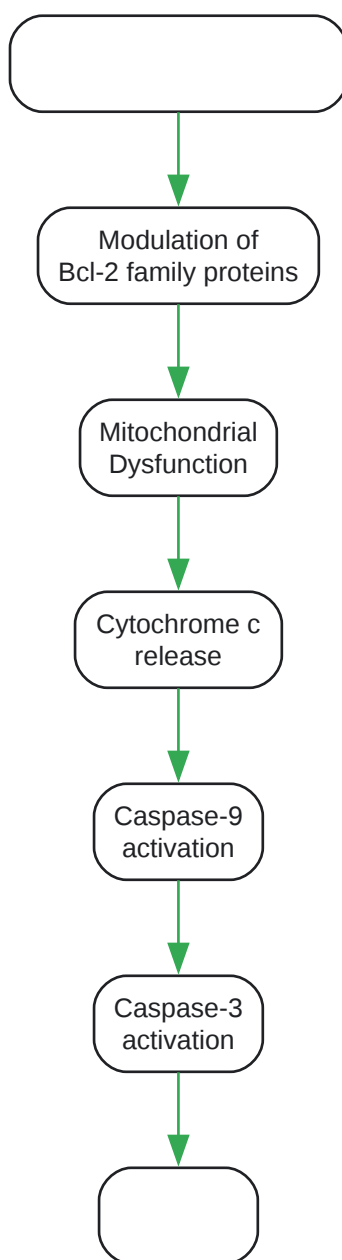 Modulation of
Bcl-2 family proteins
Mitochondrial
Dysfunction
Cytochrome c
release
Caspase-9
activation
Caspase-3
activation